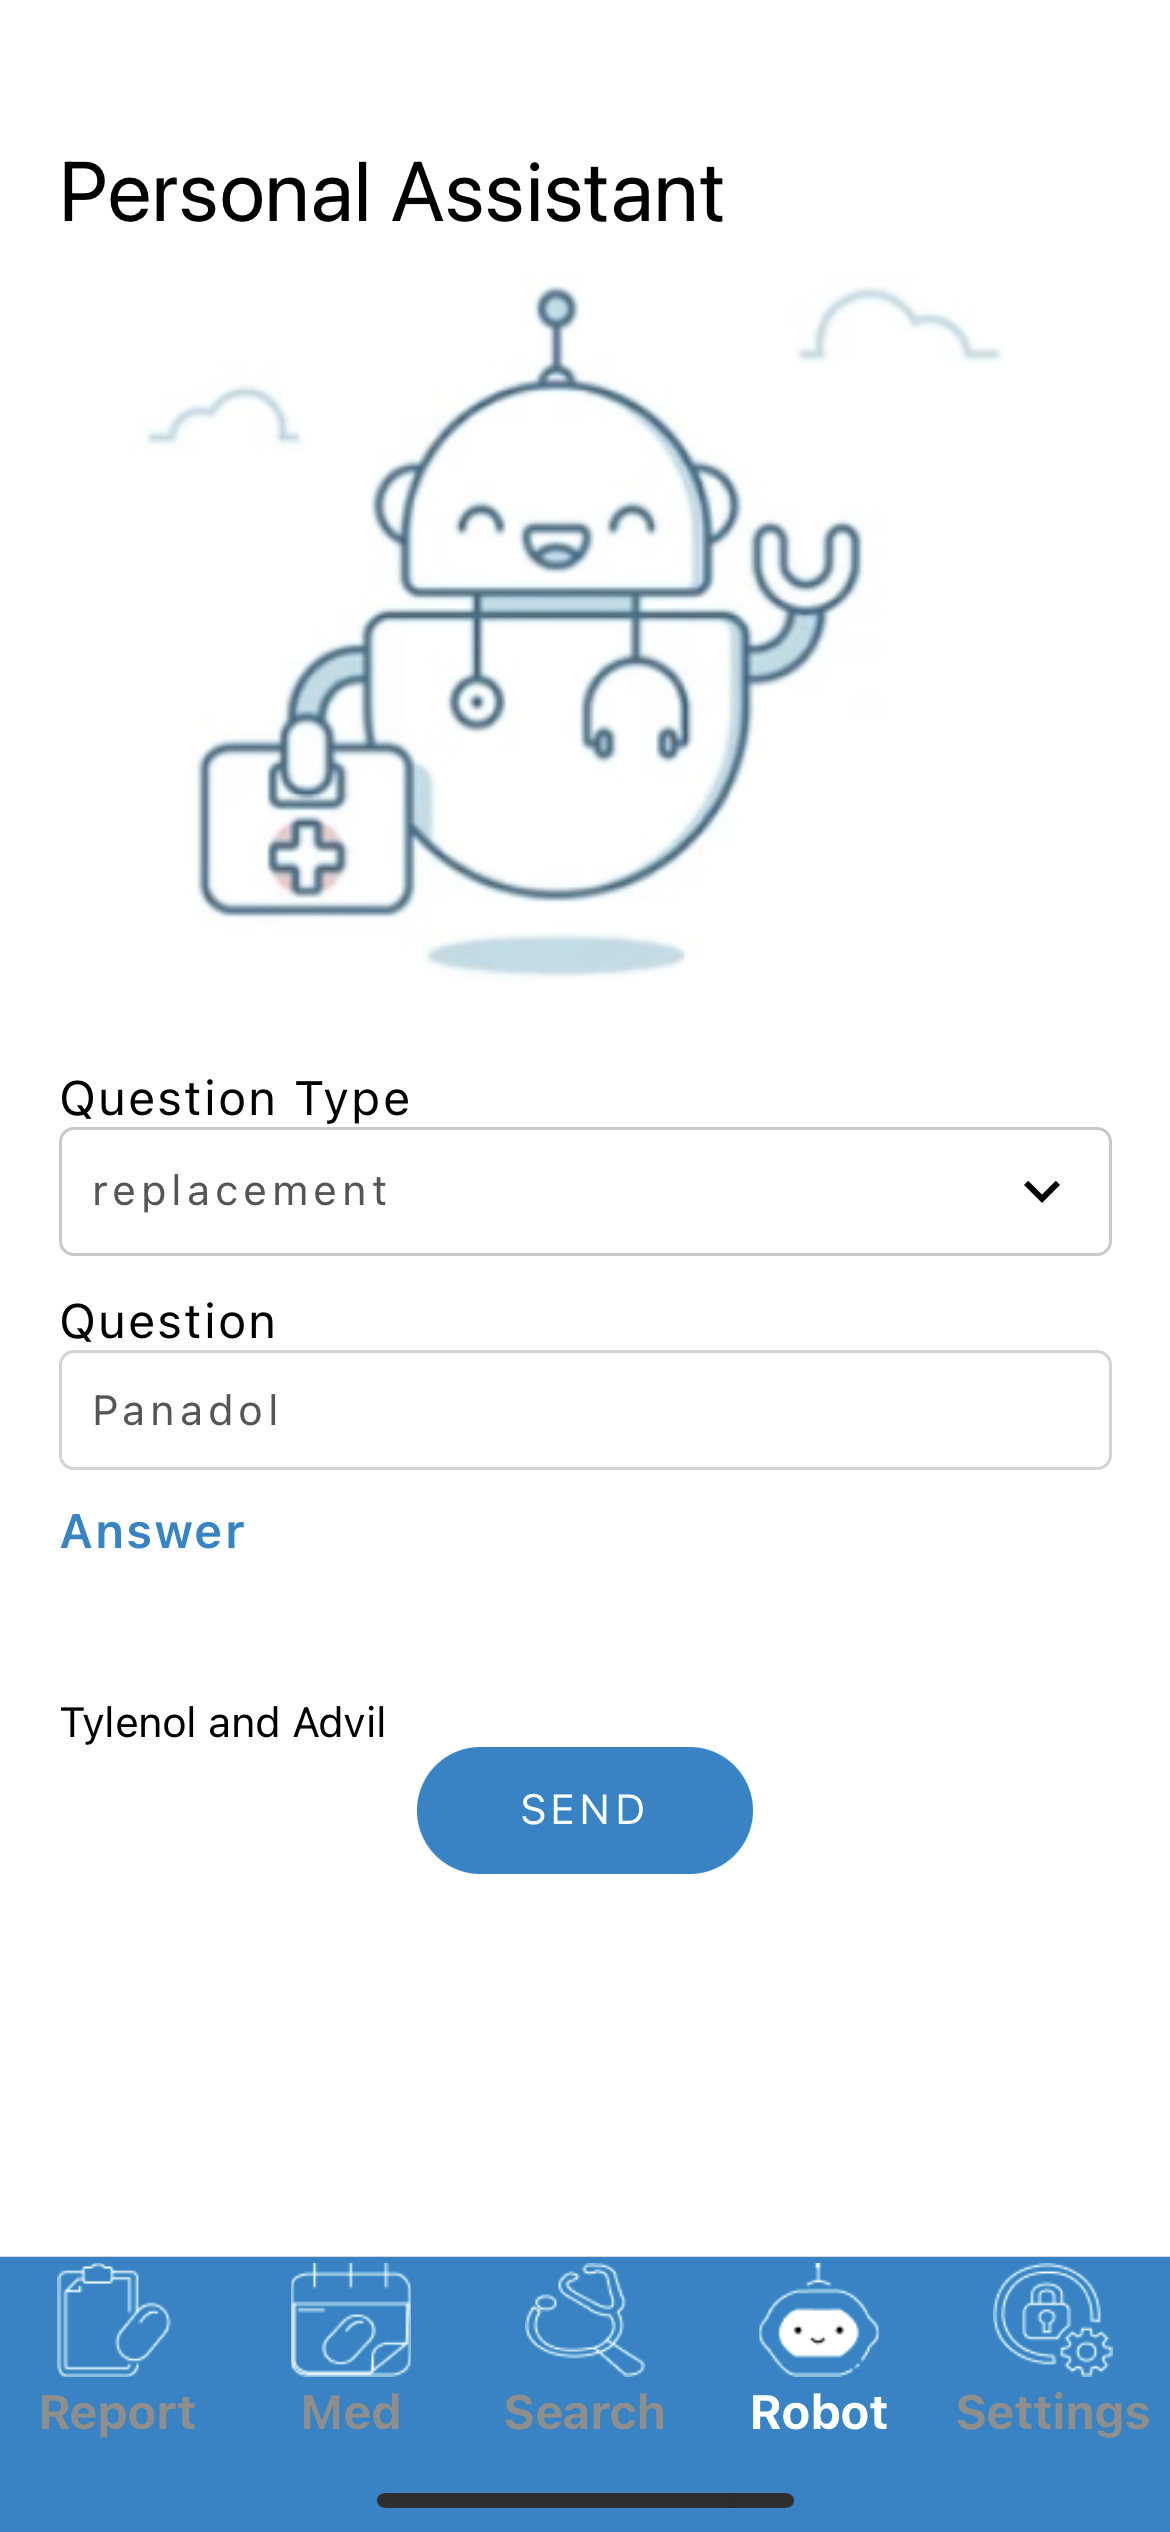 Personal Assistant
Question Type
replacement
Question
Panadol
Answer
Tylenol and Advil
SEND
Report
Med
Search
Robot
Settings